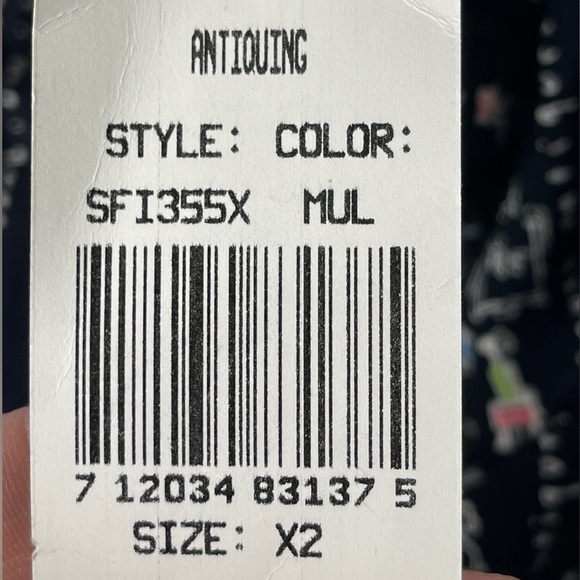 ANTIQUING
STYLE: COLOR:
SFI355X MUL
7 12034 83137 5
SIZE: X2